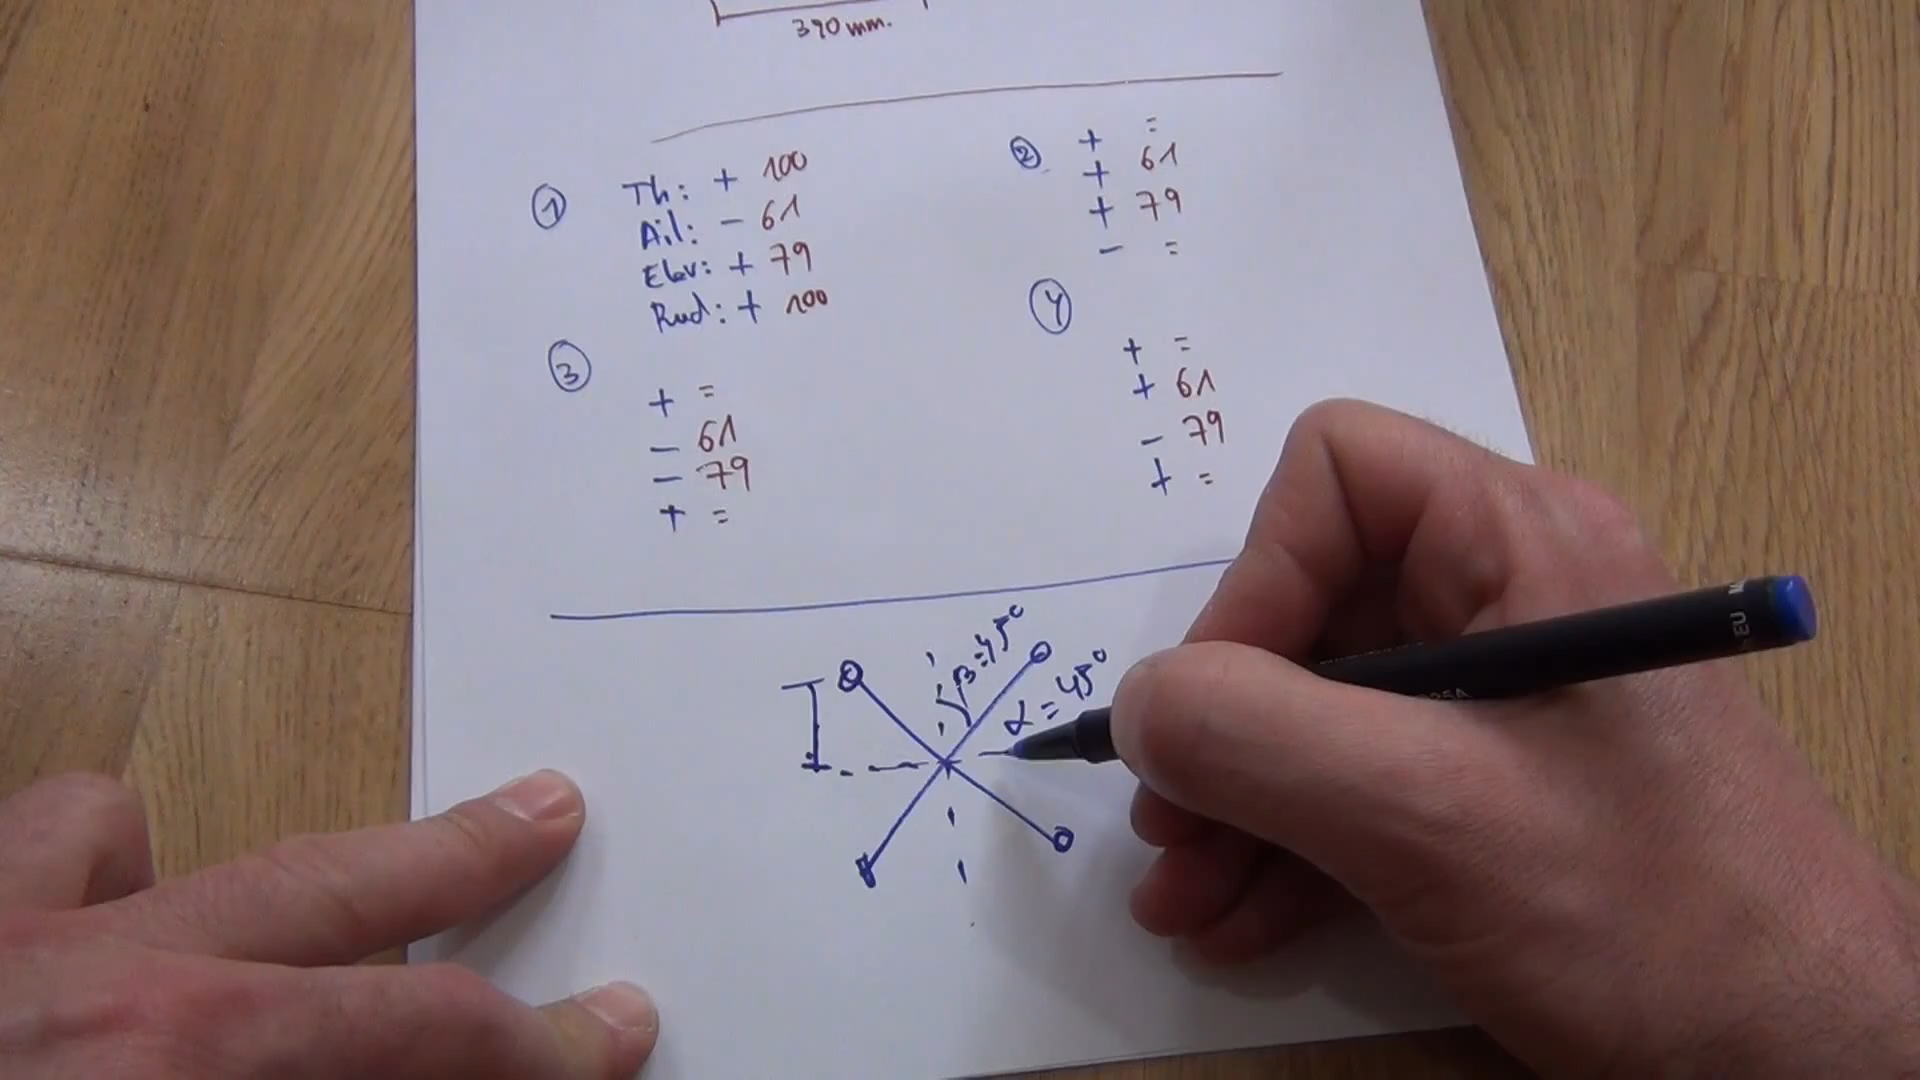 390 mm.
① Th: + 100
Ail: - 61
Elev: + 79
Rud: + 100
② + =
+ 61
+ 79
- =
③ + =
- 61
- 79
+ =
④ + =
+ 61
- 79
+ =
β=45°
α=45°
EU